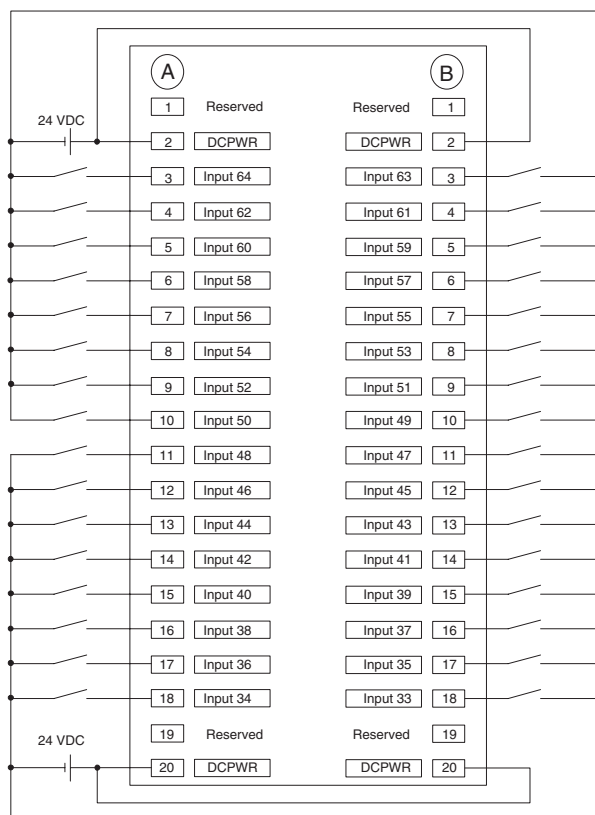 A B
1 Reserved Reserved 1
24 VDC
2 DCPWR DCPWR 2
3 Input 64 Input 63 3
4 Input 62 Input 61 4
5 Input 60 Input 59 5
6 Input 58 Input 57 6
7 Input 56 Input 55 7
8 Input 54 Input 53 8
9 Input 52 Input 51 9
10 Input 50 Input 49 10
11 Input 48 Input 47 11
12 Input 46 Input 45 12
13 Input 44 Input 43 13
14 Input 42 Input 41 14
15 Input 40 Input 39 15
16 Input 38 Input 37 16
17 Input 36 Input 35 17
18 Input 34 Input 33 18
19 Reserved Reserved 19
24 VDC
20 DCPWR DCPWR 20